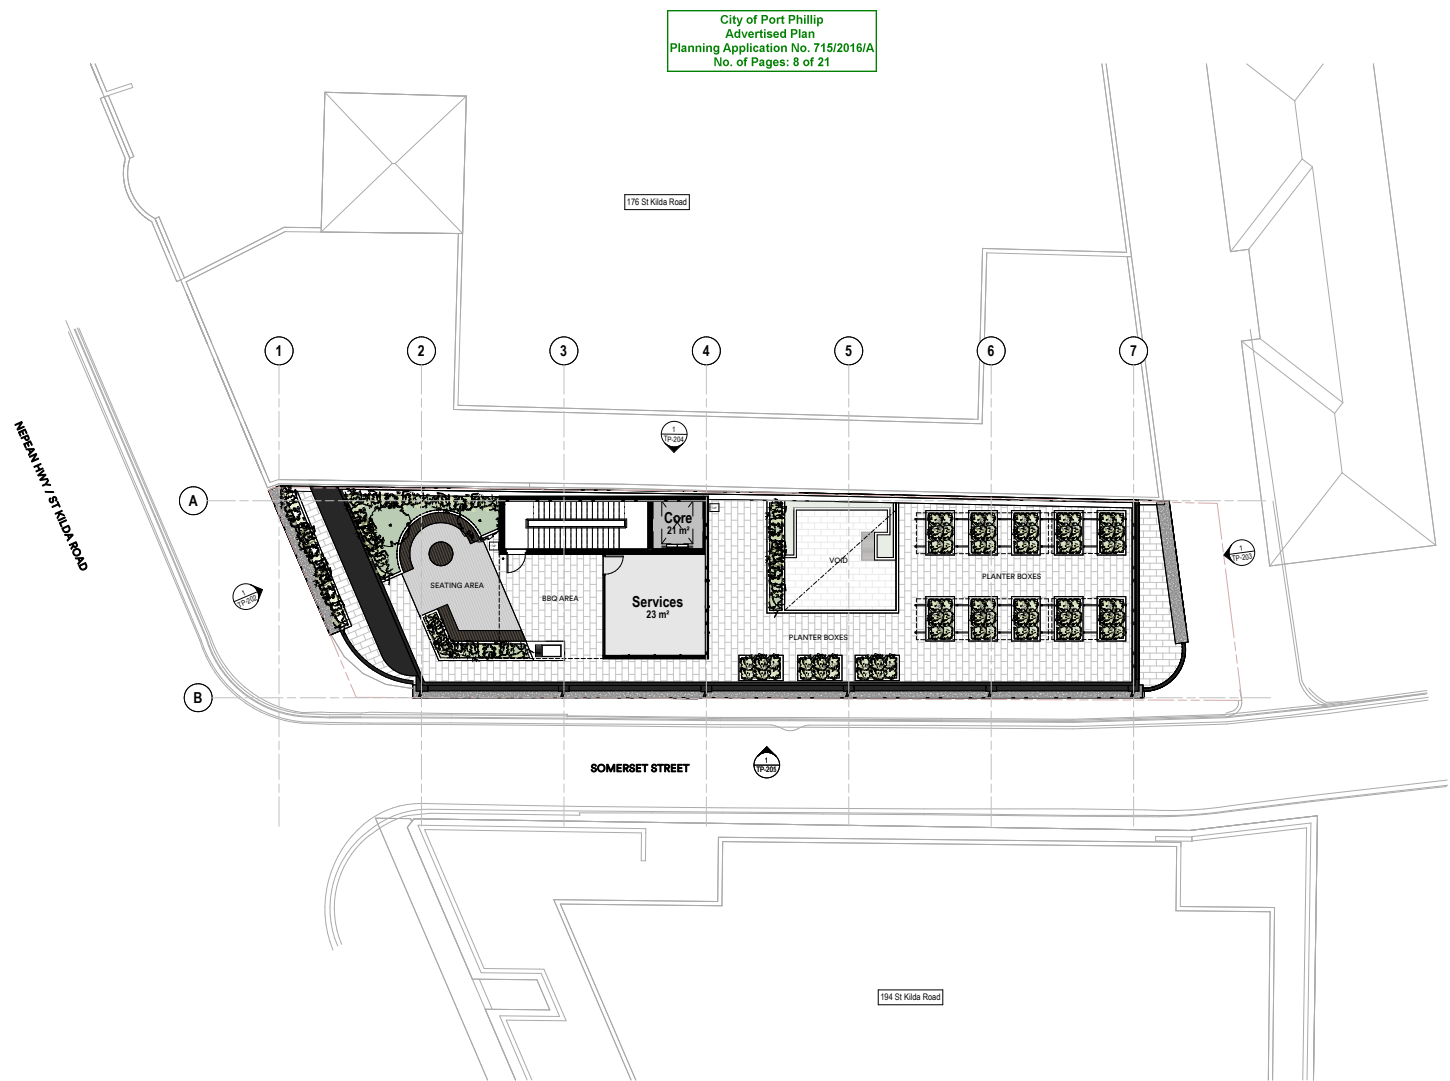 City of Port Phillip
Advertised Plan
Planning Application No. 715/2016/A
No. of Pages: 8 of 21
176 St Kilda Road
1
2
3
4
5
6
7
NEPEAN HWY / ST KILDA ROAD
1
TP-204
A
Core
21 m²
VOID
1
TP-203
PLANTER BOXES
SEATING AREA
BBQ AREA
Services
23 m²
1
TP-202
PLANTER BOXES
B
SOMERSET STREET
1
TP-205
194 St Kilda Road